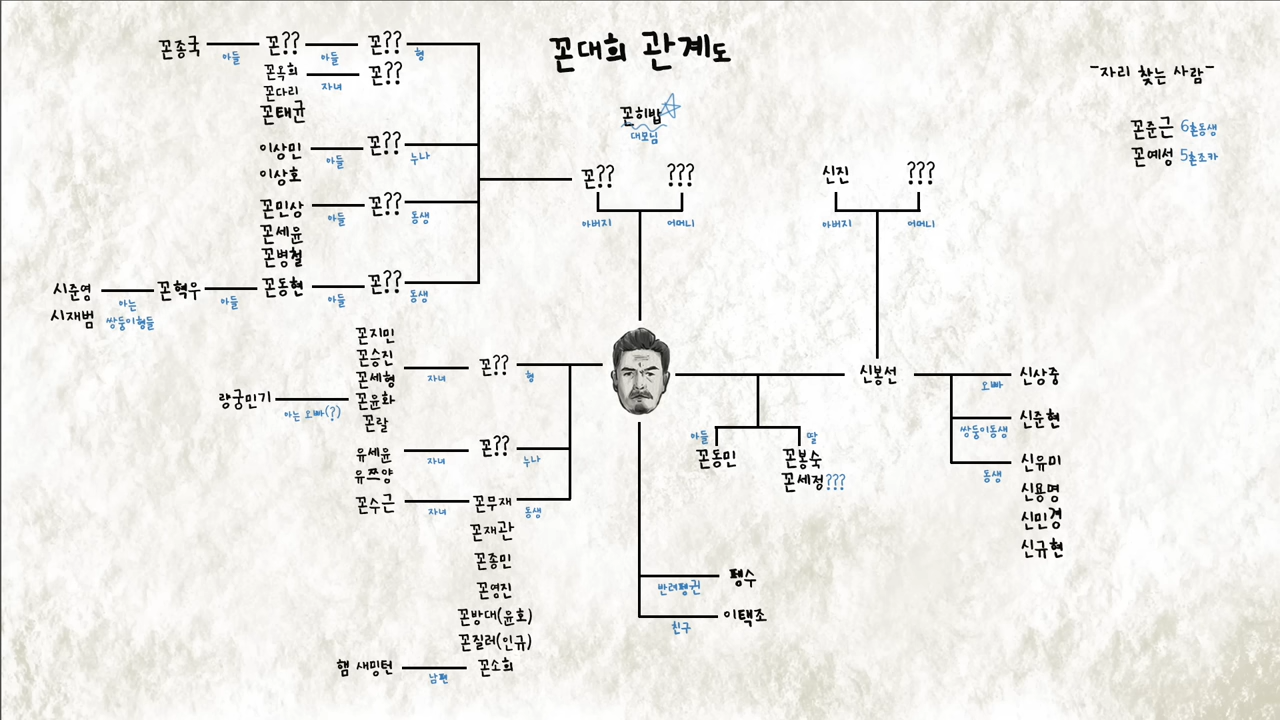 꼰대희 관계도
꼰종국 아들 꼰?? 아들 꼰?? 형
꼰옥희 자녀 꼰??
꼰다리
꼰태균
이상민 아들 꼰?? 누나
이상호
꼰민상 아들 꼰?? 동생
꼰세윤
꼰병철
시준영 아는 쌍둥이형들 꼰혁우 아들 꼰동현 아들 꼰?? 동생
시재범
꼰히밥
대모님
꼰?? ???
아버지 어머니
신진 ???
아버지 어머니
-자리 찾는 사람-
꼰준근 6촌동생
꼰예성 5촌조카
꼰지민
꼰승진
꼰세형 자녀 꼰?? 형
랑궁민기 아는 오빠(?) 꼰윤화
꼰랄
유세윤 자녀 꼰?? 누나
유쯔양
꼰수근 자녀 꼰무재 동생
꼰재관
꼰종민
꼰영진
꼰방대(윤호)
꼰질러(인규)
햄 새밍턴 남편 꼰소희
신봉선
아들 딸
꼰동민 꼰봉숙
꼰세정???
오빠 신상중
쌍둥이동생 신준현
동생 신유미
신용명
신민경
신규현
반려펭귄 펭수
친구 이택조